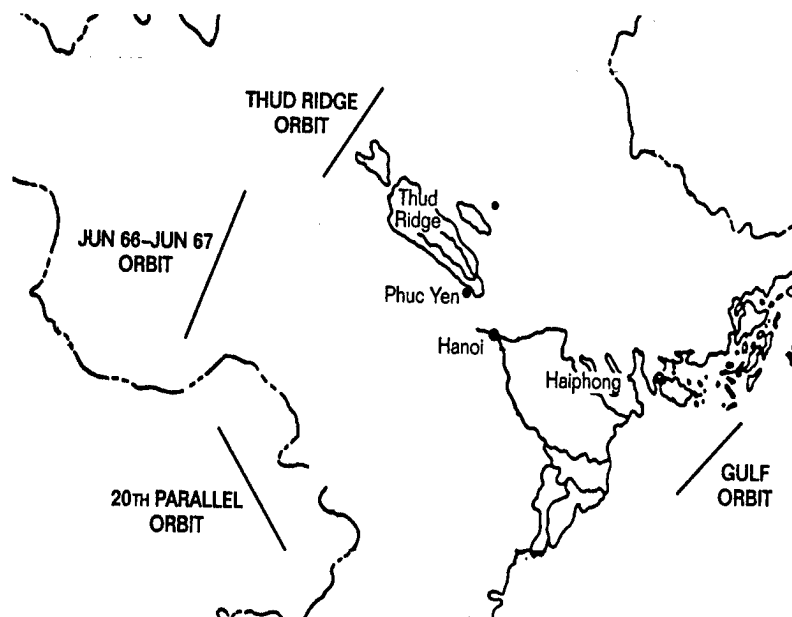 THUD RIDGE
ORBIT
Thud
Ridge
JUN 66–JUN 67
ORBIT
Phuc Yen
Hanoi
Haiphong
GULF
ORBIT
20TH PARALLEL
ORBIT